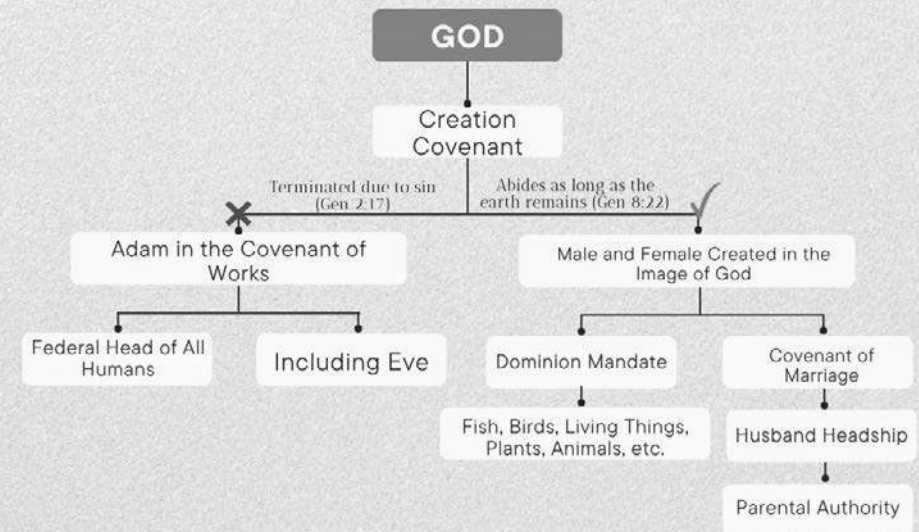 GOD
Creation
Covenant
Terminated due to sin
(Gen 2:17)
Abides as long as the
earth remains (Gen 8:22)
Adam in the Covenant of
Works
Male and Female Created in the
Image of God
Federal Head of All
Humans
Including Eve
Dominion Mandate
Covenant of
Marriage
Fish, Birds, Living Things,
Plants, Animals, etc.
Husband Headship
Parental Authority